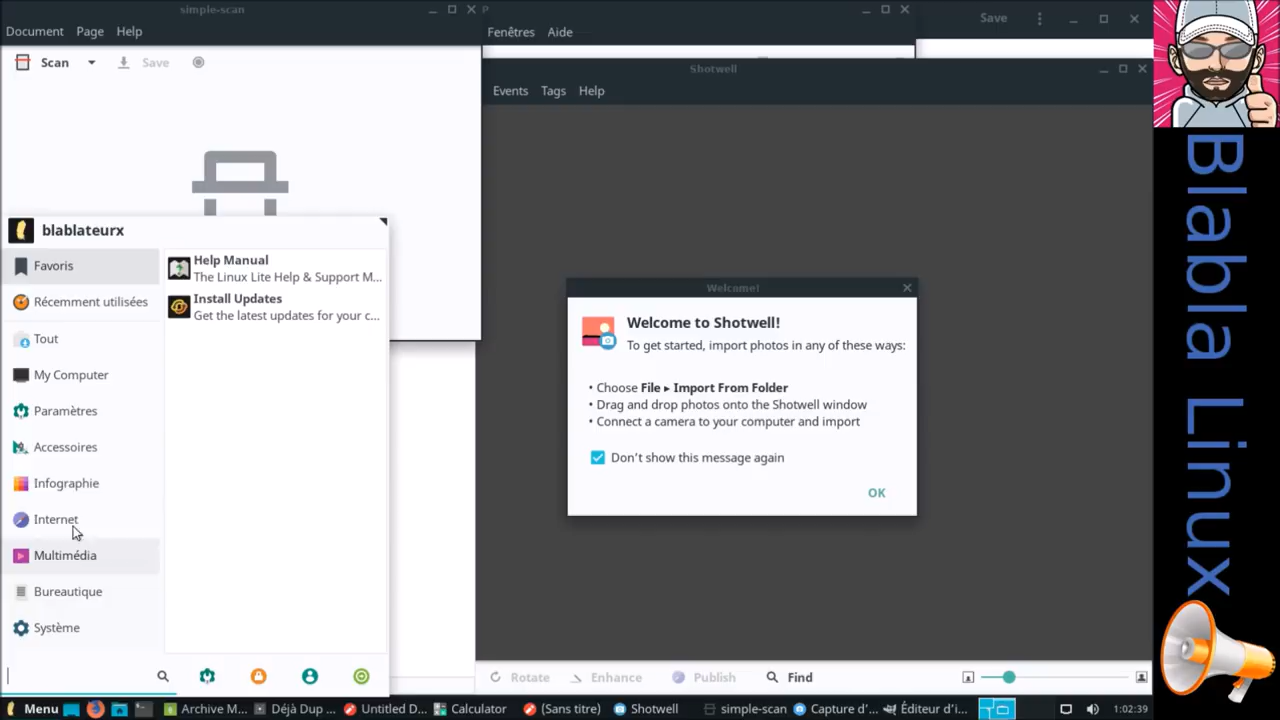 simple-scan
P
Save
Document Page Help
Fenêtres Aide
Scan Save
Shotwell
Events Tags Help
blablateurx
Favoris
Récemment utilisées
Tout
My Computer
Paramètres
Accessoires
Infographie
Internet
Multimédia
Bureautique
Système
Help Manual
The Linux Lite Help & Support M...
Install Updates
Get the latest updates for your c...
Welcome!
Welcome to Shotwell!
To get started, import photos in any of these ways:
• Choose File ▸ Import From Folder
• Drag and drop photos onto the Shotwell window
• Connect a camera to your computer and import
Don't show this message again
OK
Rotate Enhance Publish Find
Menu Archive M... Déjà Dup ... Untitled D... Calculator (Sans titre) Shotwell simple-scan Capture d'... Éditeur d'i... 1:02:39
Blabla Linux